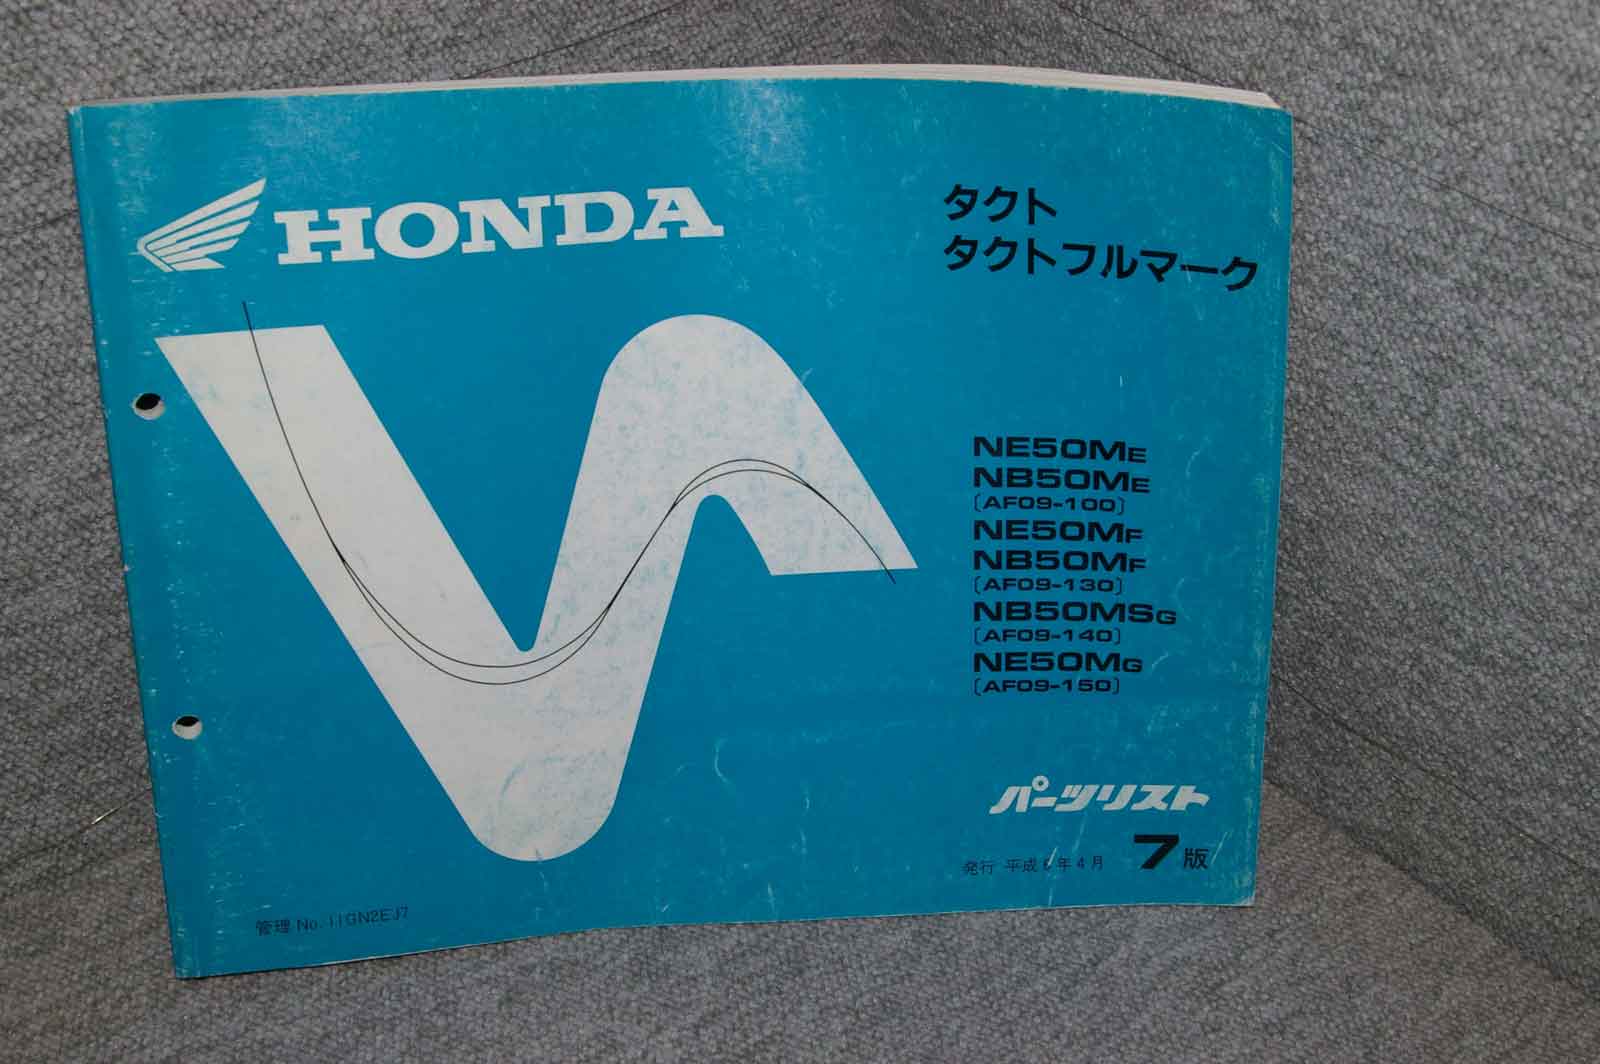 HONDA
タクト
タクトフルマーク
NE50ME
NB50ME
(AF09-100)
NE50MF
NB50MF
(AF09-130)
NB50MSG
(AF09-140)
NE50MG
(AF09-150)
パーツリスト
発行 平成 年4月 7版
管理 No. 11GN2EJ7